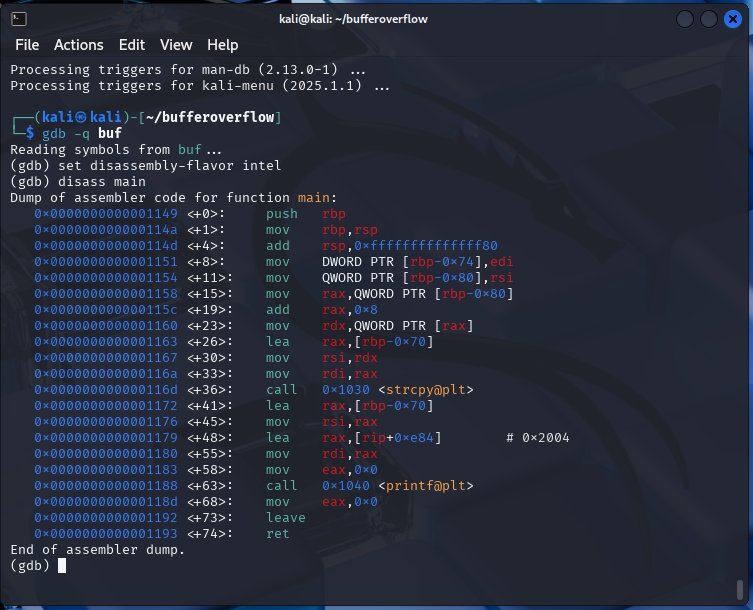 kali@kali: ~/bufferoverflow
File Actions Edit View Help
Processing triggers for man-db (2.13.0-1) ...
Processing triggers for kali-menu (2025.1.1) ...
┌──(kali㉿kali)-[~/bufferoverflow]
└─$ gdb -q buf
Reading symbols from buf...
(gdb) set disassembly-flavor intel
(gdb) disass main
Dump of assembler code for function main:
   0x0000000000001149 <+0>:     push   rbp
   0x000000000000114a <+1>:     mov    rbp,rsp
   0x000000000000114d <+4>:     add    rsp,0xffffffffffffff80
   0x0000000000001151 <+8>:     mov    DWORD PTR [rbp-0x74],edi
   0x0000000000001154 <+11>:    mov    QWORD PTR [rbp-0x80],rsi
   0x0000000000001158 <+15>:    mov    rax,QWORD PTR [rbp-0x80]
   0x000000000000115c <+19>:    add    rax,0x8
   0x0000000000001160 <+23>:    mov    rdx,QWORD PTR [rax]
   0x0000000000001163 <+26>:    lea    rax,[rbp-0x70]
   0x0000000000001167 <+30>:    mov    rsi,rdx
   0x000000000000116a <+33>:    mov    rdi,rax
   0x000000000000116d <+36>:    call   0x1030 <strcpy@plt>
   0x0000000000001172 <+41>:    lea    rax,[rbp-0x70]
   0x0000000000001176 <+45>:    mov    rsi,rax
   0x0000000000001179 <+48>:    lea    rax,[rip+0xe84]        # 0x2004
   0x0000000000001180 <+55>:    mov    rdi,rax
   0x0000000000001183 <+58>:    mov    eax,0x0
   0x0000000000001188 <+63>:    call   0x1040 <printf@plt>
   0x000000000000118d <+68>:    mov    eax,0x0
   0x0000000000001192 <+73>:    leave
   0x0000000000001193 <+74>:    ret
End of assembler dump.
(gdb)